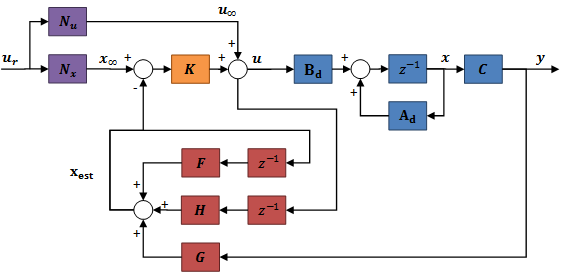 N_u
u_∞
+
u_r
N_x
x_∞
+
-
K
+
u
B_d
+
+
z⁻¹
x
C
y
A_d
F
z⁻¹
x_est
+
+
H
z⁻¹
+
G